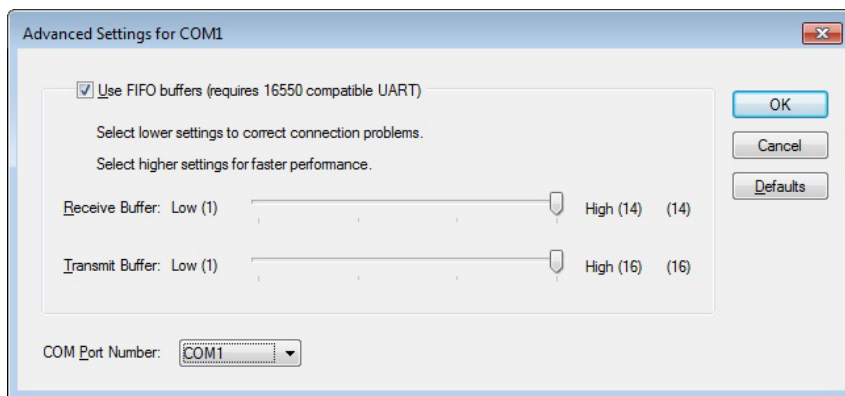 Advanced Settings for COM1
Use FIFO buffers (requires 16550 compatible UART)
OK
Select lower settings to correct connection problems.
Cancel
Select higher settings for faster performance.
Defaults
Receive Buffer: Low (1) High (14) (14)
Transmit Buffer: Low (1) High (16) (16)
COM Port Number: COM1